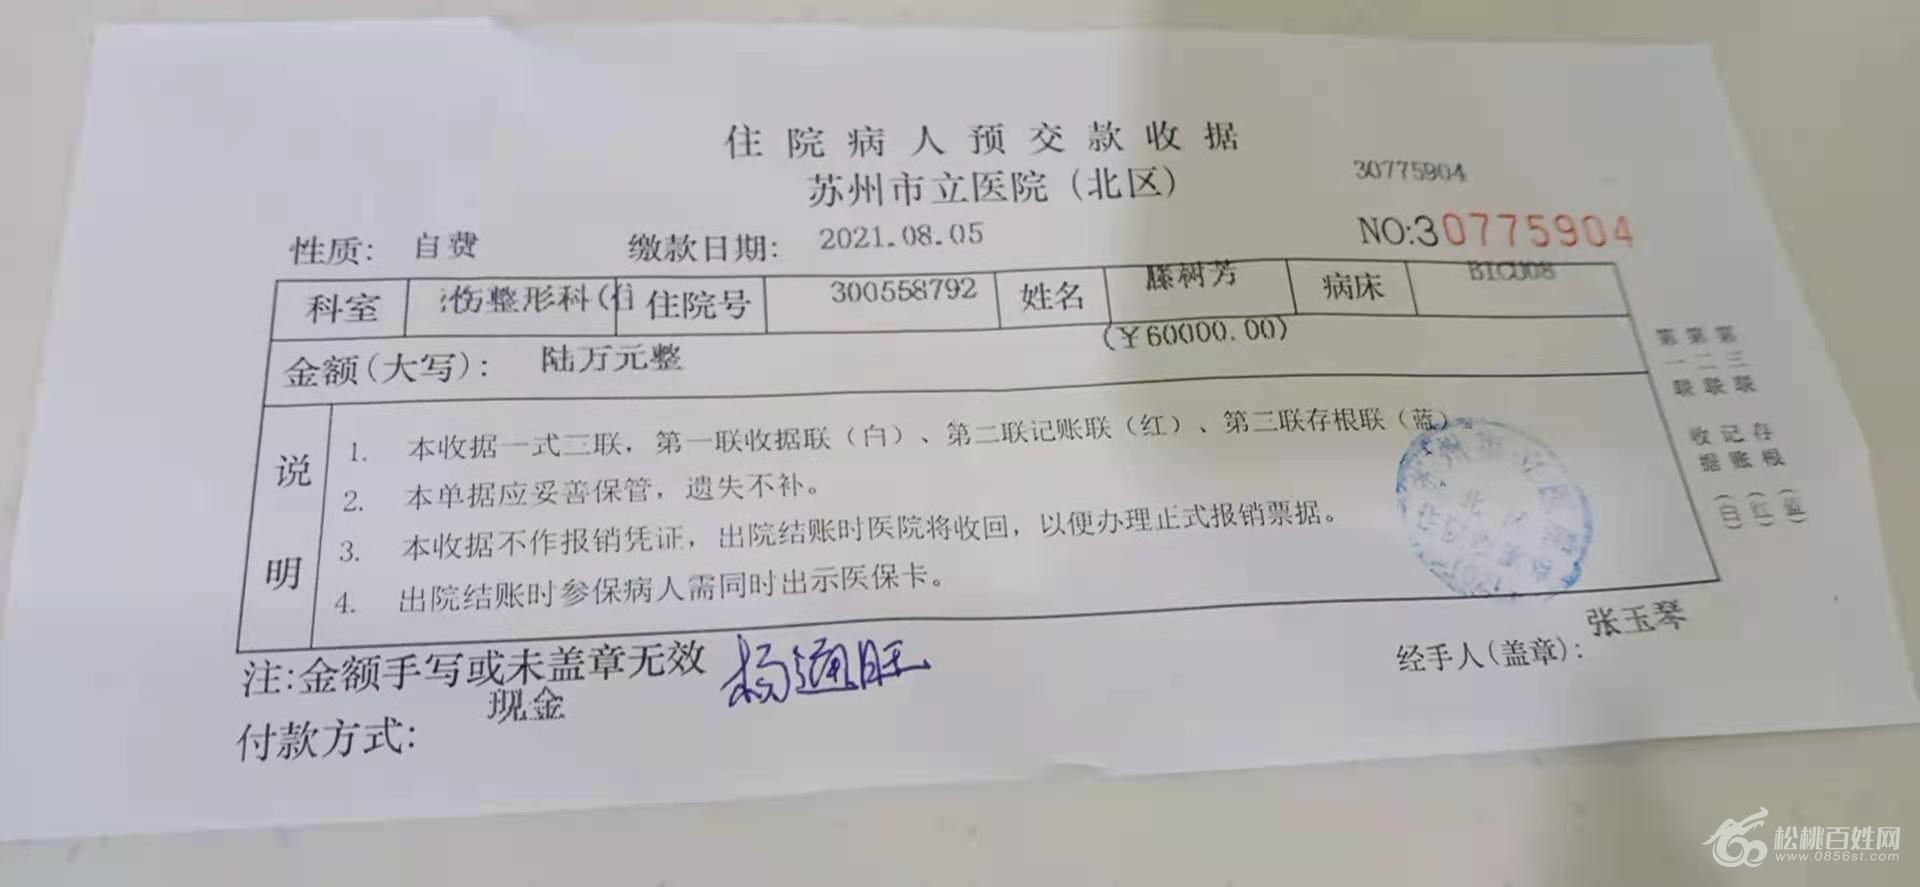 住院病人预交款收据
苏州市立医院(北区)
30775904
性质: 自费 缴款日期: 2021.08.05 NO:30775904
科室 伤整形科(住 住院号 300558792 姓名 滕树芳 病床 BICU08
金额(大写): 陆万元整 (¥60000.00)
说明
1. 本收据一式三联，第一联收据联(白)、第二联记账联(红)、第三联存根联(蓝)。
2. 本单据应妥善保管，遗失不补。
3. 本收据不作报销凭证，出院结账时医院将收回，以便办理正式报销票据。
4. 出院结账时参保病人需同时出示医保卡。
第一联 收据(白)
第二联 记账(红)
第三联 存根(蓝)
注:金额手写或未盖章无效 杨通旺
经手人(盖章): 张玉琴
付款方式: 现金
松桃百姓网
www.0856st.com